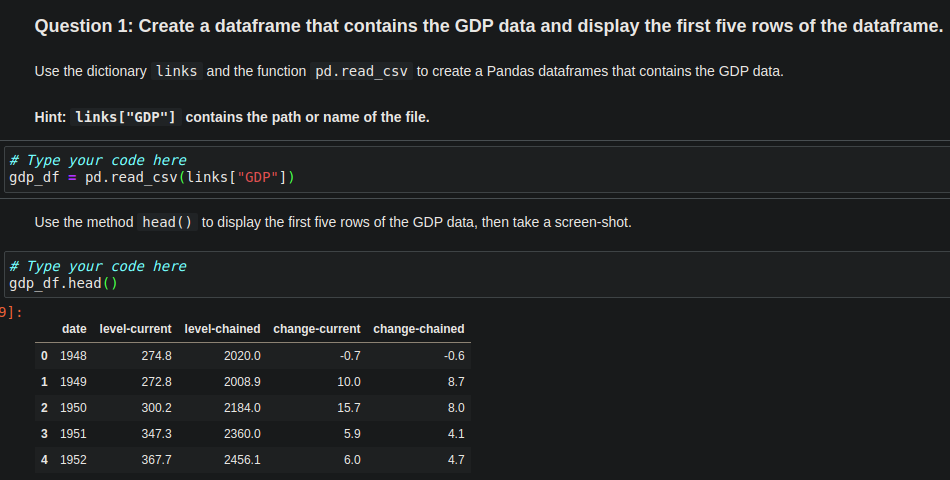 Question 1: Create a dataframe that contains the GDP data and display the first five rows of the dataframe.
Use the dictionary links and the function pd.read_csv to create a Pandas dataframes that contains the GDP data.
Hint: links["GDP"] contains the path or name of the file.
# Type your code here
gdp_df = pd.read_csv(links["GDP"])
Use the method head() to display the first five rows of the GDP data, then take a screen-shot.
# Type your code here
gdp_df.head()
9]:
date level-current level-chained change-current change-chained
0 1948 274.8 2020.0 -0.7 -0.6
1 1949 272.8 2008.9 10.0 8.7
2 1950 300.2 2184.0 15.7 8.0
3 1951 347.3 2360.0 5.9 4.1
4 1952 367.7 2456.1 6.0 4.7